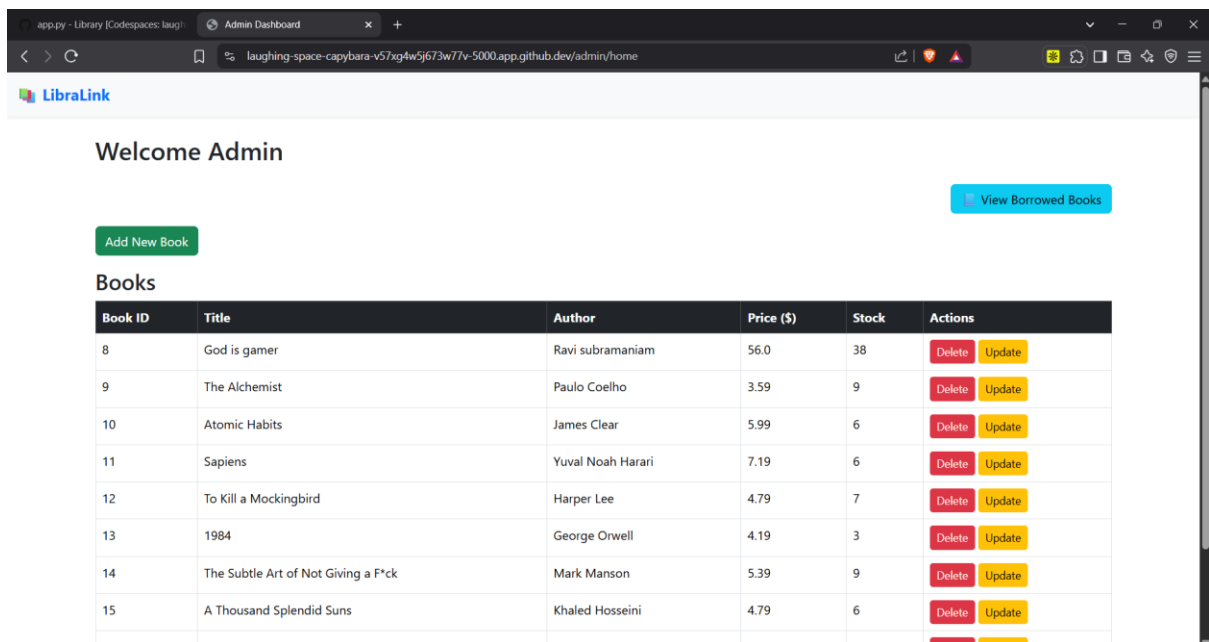 app.py - Library [Codespaces: laugh
Admin Dashboard
laughing-space-capybara-v57xg4w5j673w77v-5000.app.github.dev/admin/home
LibraLink
Welcome Admin
View Borrowed Books
Add New Book
Books
Book ID Title Author Price ($) Stock Actions
8 God is gamer Ravi subramaniam 56.0 38 Delete Update
9 The Alchemist Paulo Coelho 3.59 9 Delete Update
10 Atomic Habits James Clear 5.99 6 Delete Update
11 Sapiens Yuval Noah Harari 7.19 6 Delete Update
12 To Kill a Mockingbird Harper Lee 4.79 7 Delete Update
13 1984 George Orwell 4.19 3 Delete Update
14 The Subtle Art of Not Giving a F*ck Mark Manson 5.39 9 Delete Update
15 A Thousand Splendid Suns Khaled Hosseini 4.79 6 Delete Update